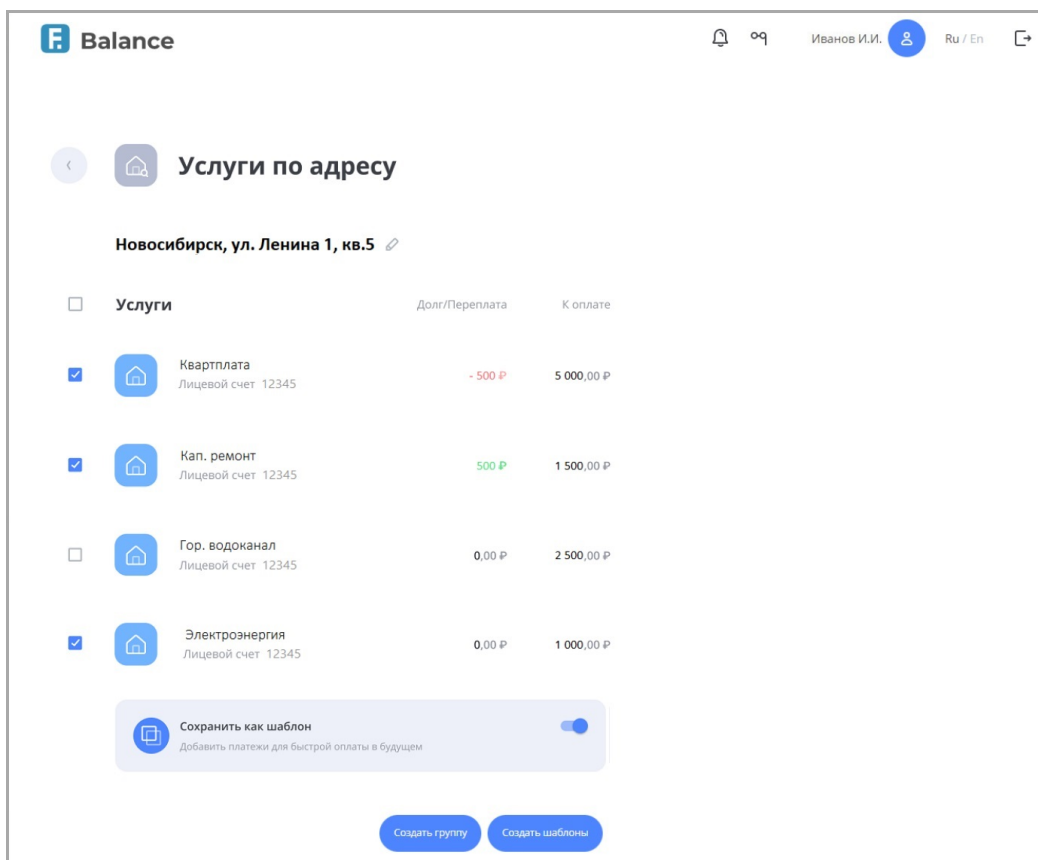 F. Balance
Иванов И.И.
Ru / En
Услуги по адресу
Новосибирск, ул. Ленина 1, кв.5
Услуги Долг/Переплата К оплате
Квартплата
Лицевой счет 12345
- 500 ₽ 5 000,00 ₽
Кап. ремонт
Лицевой счет 12345
500 ₽ 1 500,00 ₽
Гор. водоканал
Лицевой счет 12345
0,00 ₽ 2 500,00 ₽
Электроэнергия
Лицевой счет 12345
0,00 ₽ 1 000,00 ₽
Сохранить как шаблон
Добавить платежи для быстрой оплаты в будущем
Создать группу Создать шаблоны